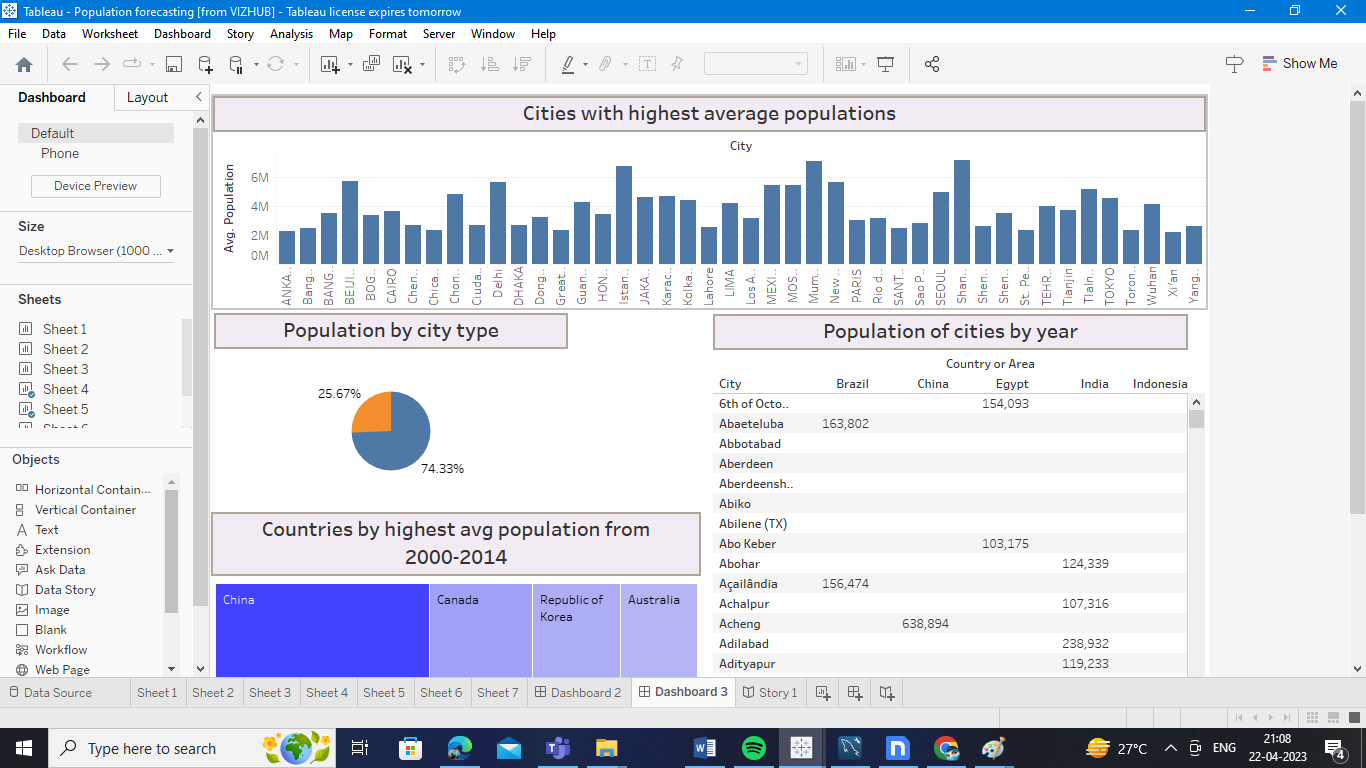 Tableau - Population forecasting [from VIZHUB] - Tableau license expires tomorrow
File Data Worksheet Dashboard Story Analysis Map Format Server Window Help
Show Me
Dashboard Layout
Default
Phone
Device Preview
Size
Desktop Browser (1000 ...
Sheets
Sheet 1
Sheet 2
Sheet 3
Sheet 4
Sheet 5
Objects
Horizontal Contain...
Vertical Container
Text
Extension
Ask Data
Data Story
Image
Blank
Workflow
Web Page
Cities with highest average populations
City
Avg. Population
6M
4M
2M
0M
ANKA.. Bang.. BANG.. BEIJ.. BOG.. CAIRO Chen.. Chica.. Chon.. Ciuda.. Delhi DHAKA Dong.. Great.. Guan.. HON.. Istan.. JAKA.. Karac.. Kolka.. Lahore LIMA Los A.. MEXI.. MOS.. Mum.. New .. PARIS Rio d.. SANT.. Sao P.. SEOUL Shan.. Shen.. Shen.. St. Pe.. TEHR.. Tianjin Tlaln.. TOKYO Toron.. Wuhan Xi'an Yang..
Population by city type
25.67%
74.33%
Countries by highest avg population from
2000-2014
China Canada Republic of Korea Australia
Population of cities by year
Country or Area
City Brazil China Egypt India Indonesia
6th of Octo.. 154,093
Abaeteluba 163,802
Abbotabad
Aberdeen
Aberdeensh..
Abiko
Abilene (TX)
Abo Keber 103,175
Abohar 124,339
Açailândia 156,474
Achalpur 107,316
Acheng 638,894
Adilabad 238,932
Adityapur 119,233
Data Source Sheet 1 Sheet 2 Sheet 3 Sheet 4 Sheet 5 Sheet 6 Sheet 7 Dashboard 2 Dashboard 3 Story 1
Type here to search
27°C ENG 21:08
22-04-2023
4